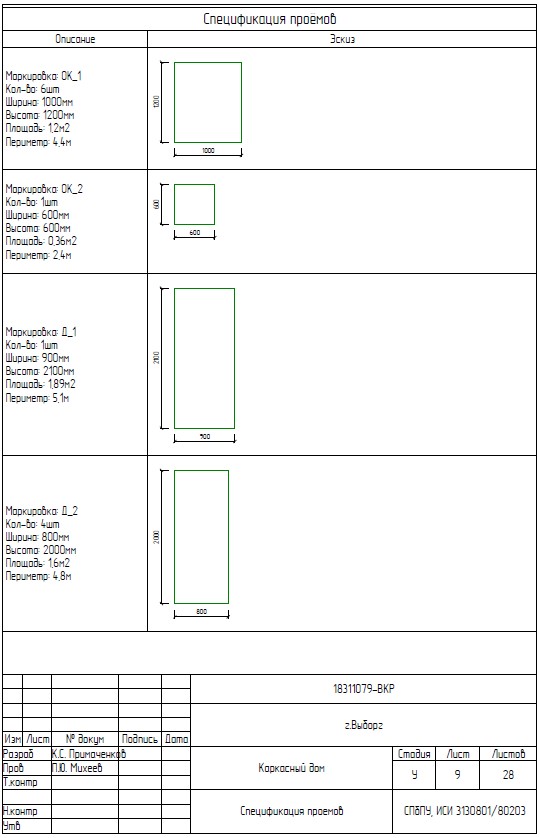 Спецификация проёмов
Описание Эскиз
Маркировка: ОК_1
Кол-во: 6шт
Ширина: 1000мм
Высота: 1200мм
Площадь: 1,2м2
Периметр: 4,4м
1200
1000
Маркировка: ОК_2
Кол-во: 1шт
Ширина: 600мм
Высота: 600мм
Площадь: 0,36м2
Периметр: 2,4м
600
600
Маркировка: Д_1
Кол-во: 1шт
Ширина: 900мм
Высота: 2100мм
Площадь: 1,89м2
Периметр: 5,1м
2100
900
Маркировка: Д_2
Кол-во: 4шт
Ширина: 800мм
Высота: 2000мм
Площадь: 1,6м2
Периметр: 4,8м
2000
800
18311079-ВКР
г.Выборг
Изм Лист № докум Подпись Дата
Разраб К.С. Примаченков
Пров П.Ю. Михеев
Т.контр
Н.контр
Утв
Каркасный дом
Стадия Лист Листов
У 9 28
Спецификация проемов
СПбПУ, ИСИ 3130801/80203